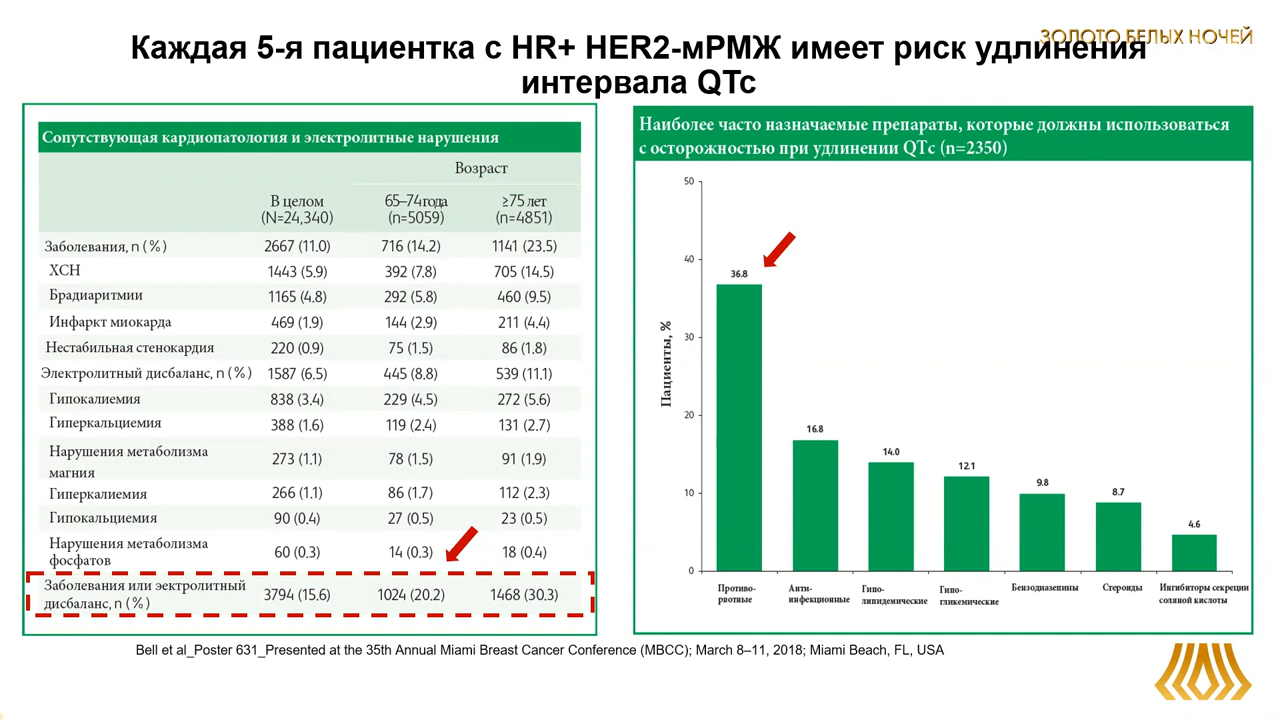 ЗОЛОТО БЕЛЫХ НОЧЕЙ
Каждая 5-я пациентка с HR+ HER2-мРМЖ имеет риск удлинения
интервала QTc
Сопутствующая кардиопатология и электролитные нарушения
Возраст
В целом 65–74 года ≥75 лет
(N=24,340) (n=5059) (n=4851)
Заболевания, n (%) 2667 (11.0) 716 (14.2) 1141 (23.5)
ХСН 1443 (5.9) 392 (7.8) 705 (14.5)
Брадиаритмии 1165 (4.8) 292 (5.8) 460 (9.5)
Инфаркт миокарда 469 (1.9) 144 (2.9) 211 (4.4)
Нестабильная стенокардия 220 (0.9) 75 (1.5) 86 (1.8)
Электролитный дисбаланс, n (%) 1587 (6.5) 445 (8.8) 539 (11.1)
Гипокалиемия 838 (3.4) 229 (4.5) 272 (5.6)
Гиперкальциемия 388 (1.6) 119 (2.4) 131 (2.7)
Нарушения метаболизма
магния 273 (1.1) 78 (1.5) 91 (1.9)
Гиперкалиемия 266 (1.1) 86 (1.7) 112 (2.3)
Гипокальциемия 90 (0.4) 27 (0.5) 23 (0.5)
Нарушения метаболизма
фосфатов 60 (0.3) 14 (0.3) 18 (0.4)
Заболевания или эектролитный
дисбаланс, n (%) 3794 (15.6) 1024 (20.2) 1468 (30.3)
Наиболее часто назначаемые препараты, которые должны использоваться
с осторожностью при удлинении QTc (n=2350)
Пациенты, %
50
40
30
20
10
0
36.8
16.8
14.0
12.1
9.8
8.7
4.6
Противо-
рвотные
Анти-
инфекционные
Гипо-
липидемические
Гипо-
гликемические
Бензодиазепины
Стероиды
Ингибиторы секреции
соляной кислоты
Bell et al_Poster 631_Presented at the 35th Annual Miami Breast Cancer Conference (MBCC); March 8–11, 2018; Miami Beach, FL, USA